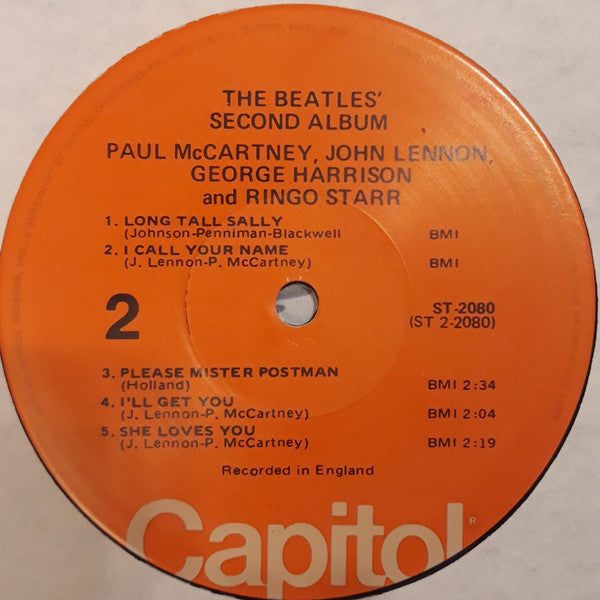 THE BEATLES'
SECOND ALBUM
PAUL McCARTNEY, JOHN LENNON,
GEORGE HARRISON
and RINGO STARR
1. LONG TALL SALLY
(Johnson-Penniman-Blackwell BMI
2. I CALL YOUR NAME
(J. Lennon-P. McCartney) BMI
2
ST-2080
(ST 2-2080)
3. PLEASE MISTER POSTMAN
(Holland) BMI 2:34
4. I'LL GET YOU
(J. Lennon-P. McCartney) BMI 2:04
5. SHE LOVES YOU
(J. Lennon-P. McCartney) BMI 2:19
Recorded in England
Capitol®